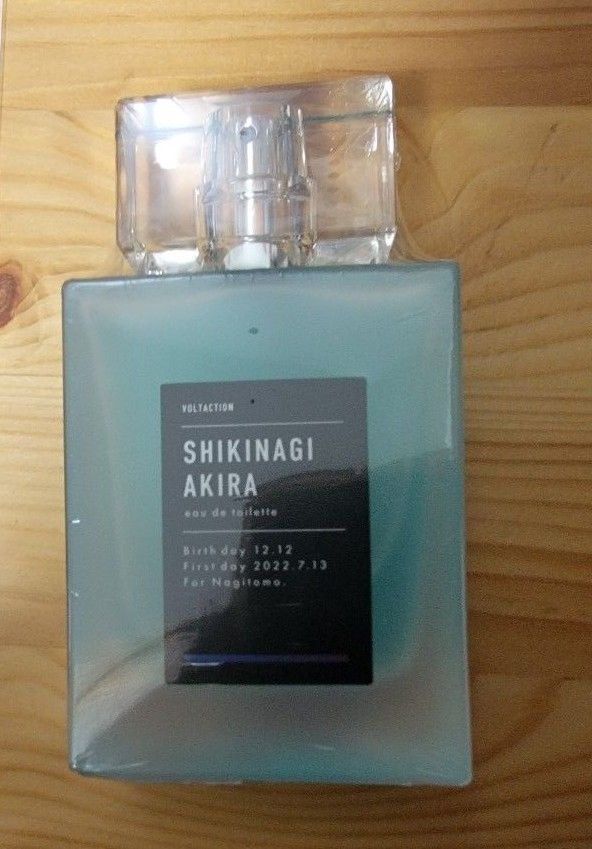 VOLTACTION
SHIKINAGI
AKIRA
eau de toilette
Birth day 12.12
First day 2022.7.13
For Nagitomo.